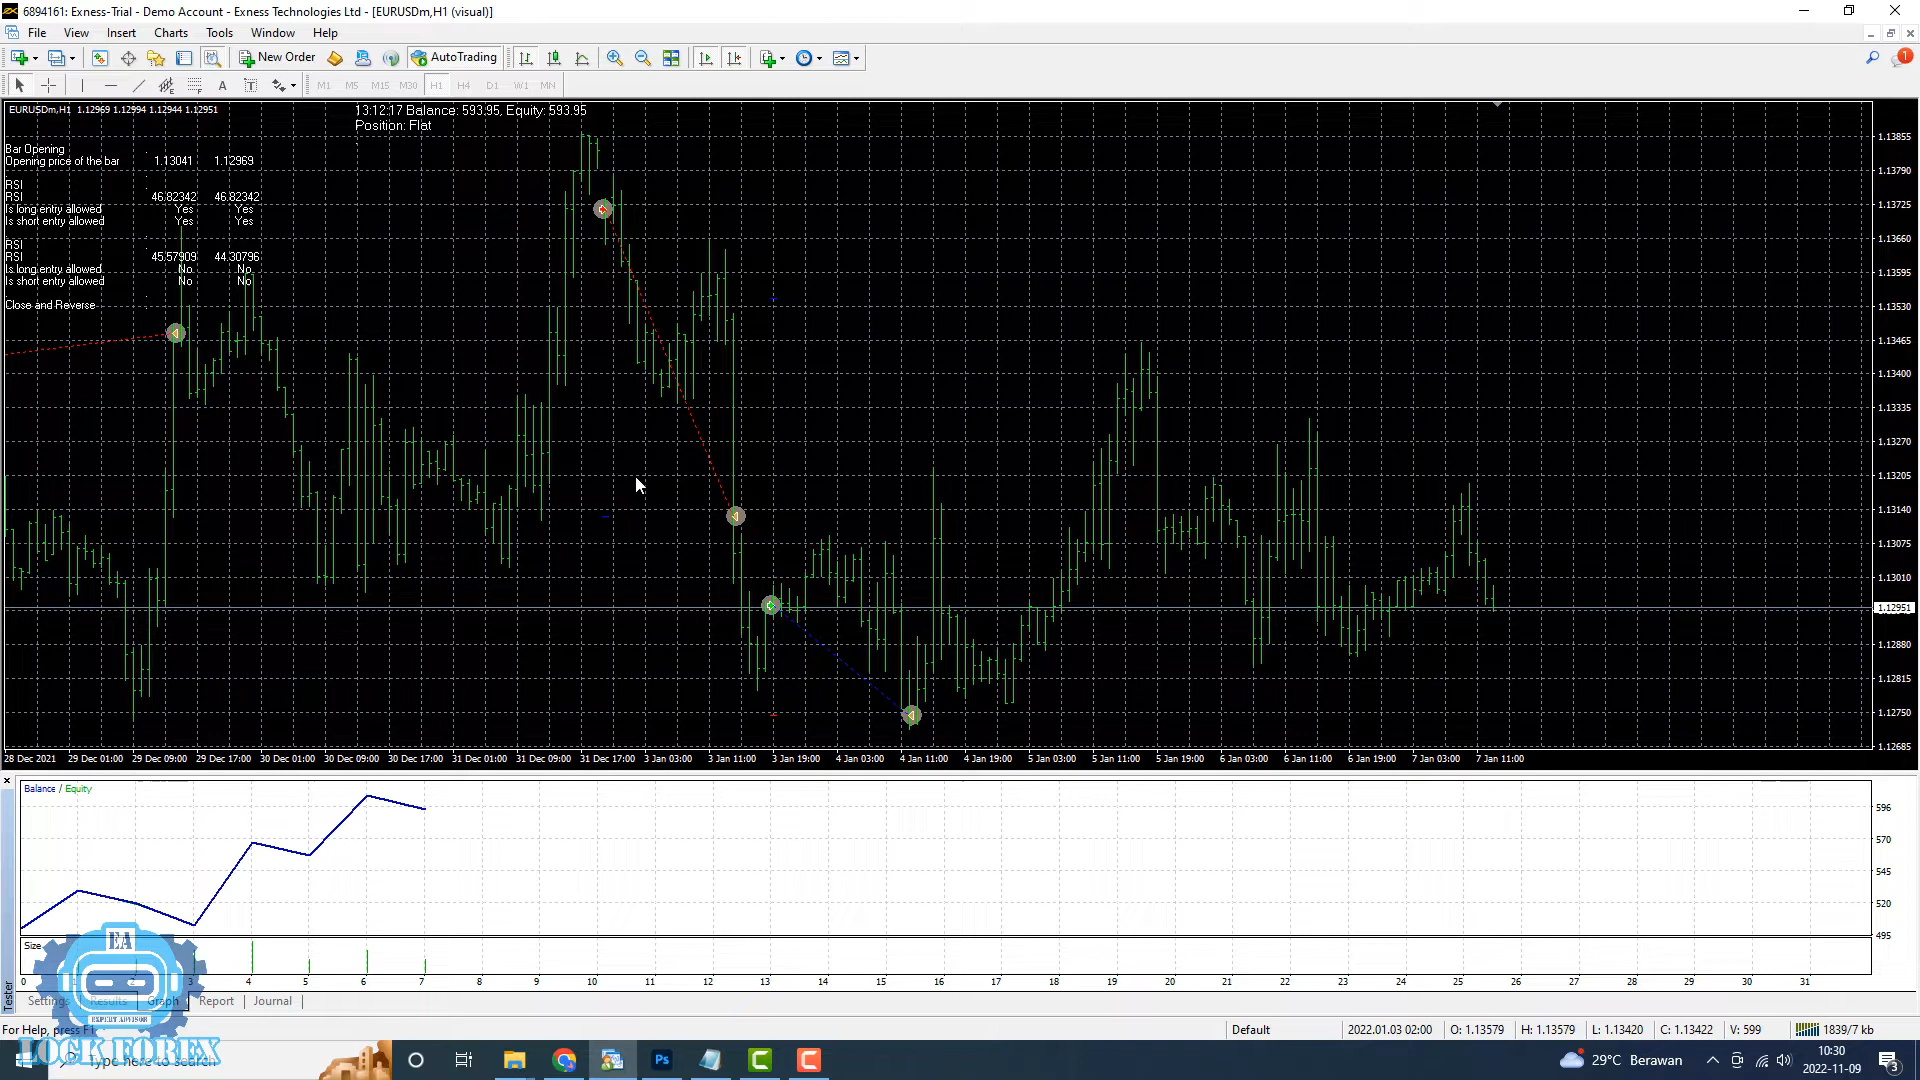 6894161: Exness-Trial - Demo Account - Exness Technologies Ltd - [EURUSDm,H1 (visual)]
File View Insert Charts Tools Window Help
New Order AutoTrading 1
A T M1 M5 M15 M30 H1 H4 D1 W1 MN
EURUSDm,H1 1.12969 1.12994 1.12944 1.12951
13:12:17 Balance: 593.95, Equity: 593.95
Position: Flat
Bar Opening
Opening price of the bar 1.13041 1.12969
RSI
RSI 46.82342 46.82342
Is long entry allowed Yes Yes
Is short entry allowed Yes Yes
RSI
RSI 45.57909 44.30796
Is long entry allowed No No
Is short entry allowed No No
Close and Reverse
1.13855
1.13790
1.13725
1.13660
1.13595
1.13530
1.13465
1.13400
1.13335
1.13270
1.13205
1.13140
1.13075
1.13010
1.12951
1.12880
1.12815
1.12750
1.12685
28 Dec 2021 29 Dec 01:00 29 Dec 09:00 29 Dec 17:00 30 Dec 01:00 30 Dec 09:00 30 Dec 17:00 31 Dec 01:00 31 Dec 09:00 31 Dec 17:00 3 Jan 03:00 3 Jan 11:00 3 Jan 19:00 4 Jan 03:00 4 Jan 11:00 4 Jan 19:00 5 Jan 03:00 5 Jan 11:00 5 Jan 19:00 6 Jan 03:00 6 Jan 11:00 6 Jan 19:00 7 Jan 03:00 7 Jan 11:00
Balance / Equity
596
570
545
520
495
Size
0 2 3 4 5 6 7 8 9 10 11 12 13 14 15 16 17 18 19 20 21 22 23 24 25 26 27 28 29 30 31
Tester
Settings Results Graph Report Journal
EA
EXPERT ADVISOR
LOCK FOREX
For Help, press F1
Default 2022.01.03 02:00 O: 1.13579 H: 1.13579 L: 1.13420 C: 1.13422 V: 599 1839/7 kb
Type here to search
Ps
29°C Berawan
10:30
2022-11-09
3